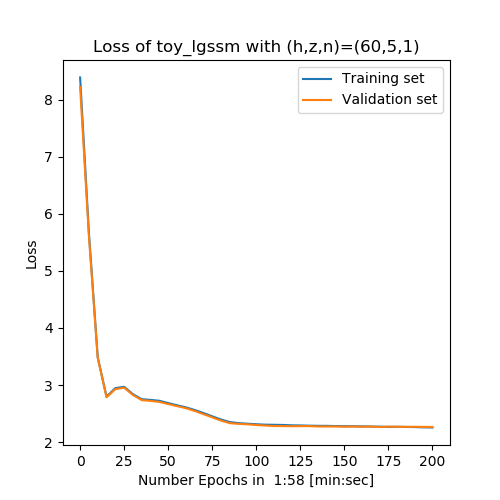 Loss of toy_lgssm with (h,z,n)=(60,5,1)
Training set
Validation set
8
7
6
5
4
3
2
Loss
0 25 50 75 100 125 150 175 200
Number Epochs in  1:58 [min:sec]